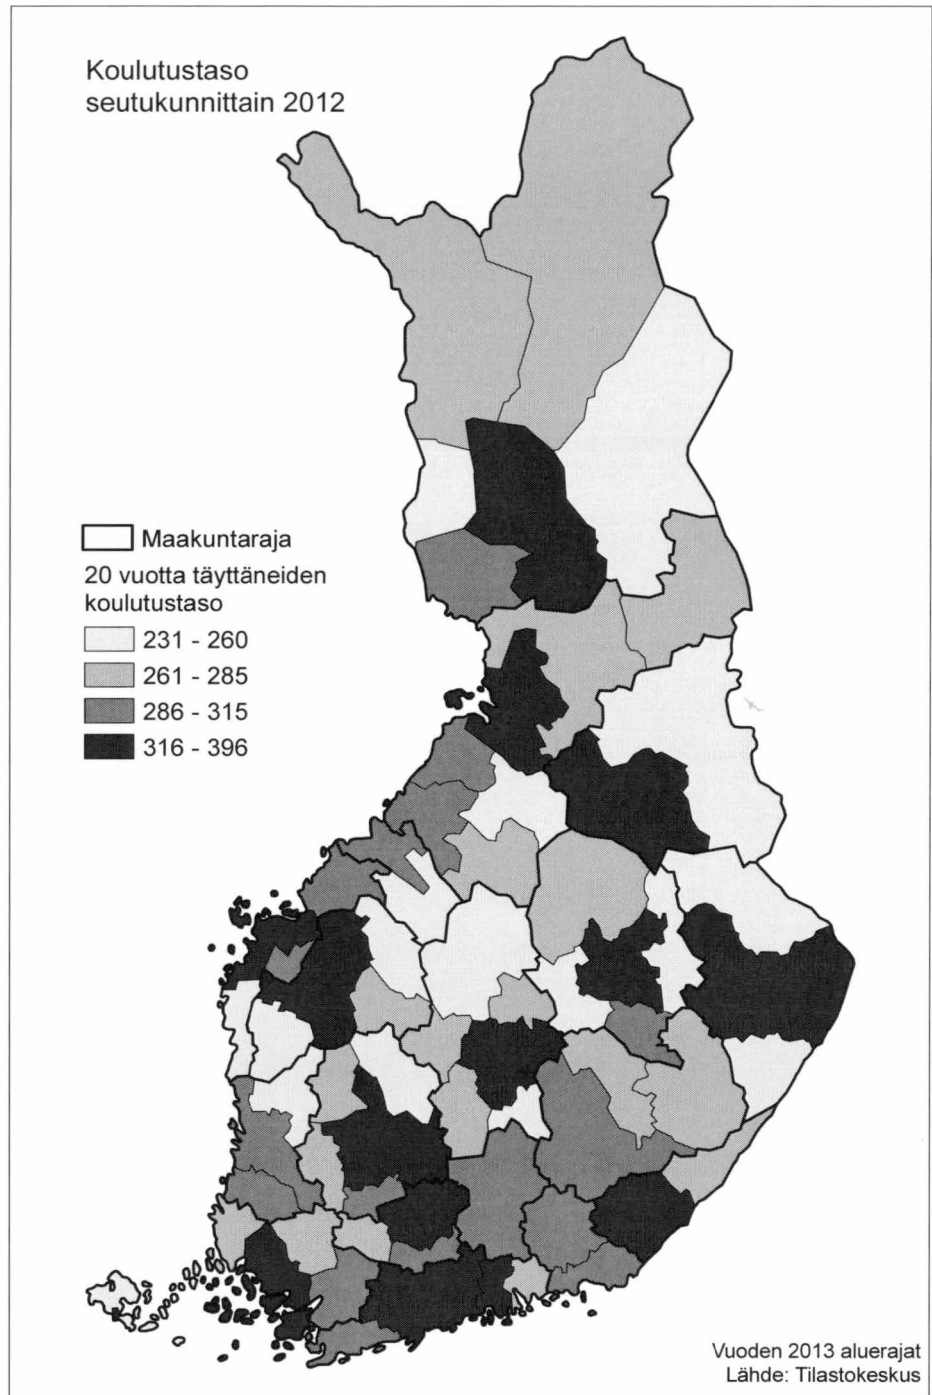 Koulutustaso
seutukunnittain 2012
Maakuntaraja
20 vuotta täyttäneiden
koulutustaso
231 - 260
261 - 285
286 - 315
316 - 396
Vuoden 2013 aluerajat
Lähde: Tilastokeskus